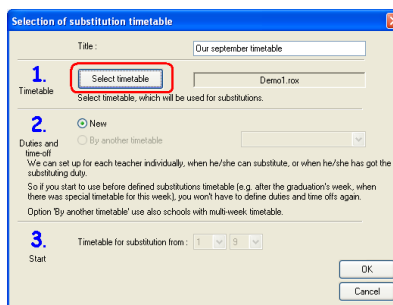 Selection of substitution timetable
Title :
Our september timetable
1.
Timetable
Select timetable
Demo1.rox
Select timetable, which will be used for substitutions.
2.
Duties and
time-off
New
By another timetable
We can set up for each teacher individually, when he/she can substitute, or when he/she has got the
substituting duty.
So if you start to use before defined substitutions timetable (e.g. after the graduation's week, when
there was special timetable for this week), you won't have to define duties and time offs again.
Option 'By another timetable' use also schools with multi-week timetable.
3.
Start
Timetable for substitution from :
1
9
OK
Cancel